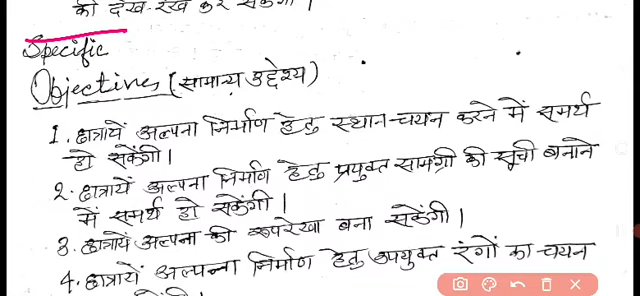 की देख-रेख कर सकेंगी।
Specific
Objectives (सामान्य उद्देश्य)
1. छात्रायें अल्पना निर्माण हेतु स्थान-चयन करने में समर्थ
हो सकेंगी।
2. छात्रायें अल्पना निर्माण हेतु प्रयुक्त सामग्री की सूची बनाने
में समर्थ हो सकेंगी।
3. छात्रायें अल्पना की रूपरेखा बना सकेंगी।
4. छात्रायें अल्पना निर्माण हेतु उपयुक्त रंगों का चयन